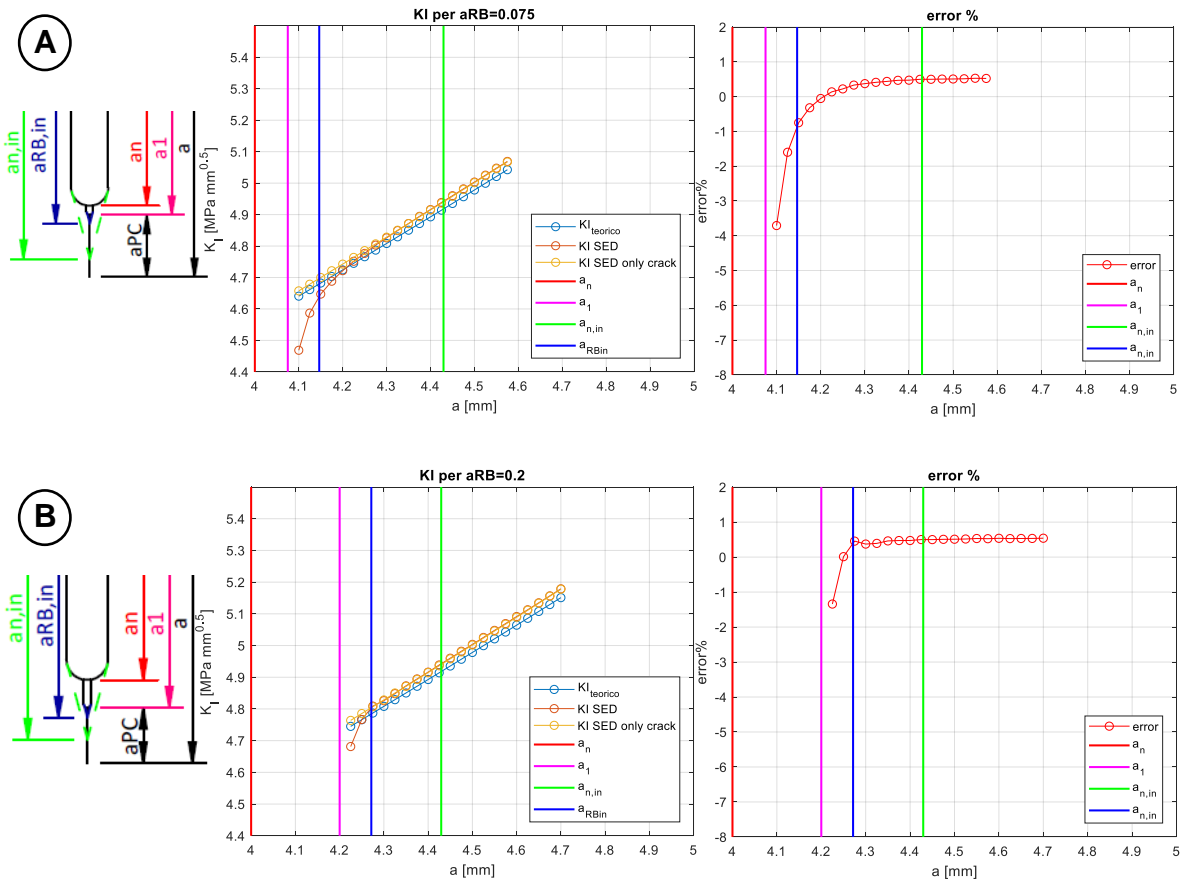 A
an,in
aRB,in
an
a1
a
aPC
KI per aRB=0.075
K_I [MPa mm^0.5]
5.4
5.3
5.2
5.1
5
4.9
4.8
4.7
4.6
4.5
4.4
4 4.1 4.2 4.3 4.4 4.5 4.6 4.7 4.8 4.9 5
a [mm]
KI_teorico
KI SED
KI SED only crack
a_n
a_1
a_n,in
a_RBin
error %
error%
2
1
0
-1
-2
-3
-4
-5
-6
-7
-8
4 4.1 4.2 4.3 4.4 4.5 4.6 4.7 4.8 4.9 5
a [mm]
error
a_n
a_1
a_n,in
a_n,in
B
an,in
aRB,in
an
a1
a
aPC
KI per aRB=0.2
K_I [MPa mm^0.5]
5.4
5.3
5.2
5.1
5
4.9
4.8
4.7
4.6
4.5
4.4
4 4.1 4.2 4.3 4.4 4.5 4.6 4.7 4.8 4.9 5
a [mm]
KI_teorico
KI SED
KI SED only crack
a_n
a_1
a_n,in
a_RBin
error %
error%
2
1
0
-1
-2
-3
-4
-5
-6
-7
-8
4 4.1 4.2 4.3 4.4 4.5 4.6 4.7 4.8 4.9 5
a [mm]
error
a_n
a_1
a_n,in
a_n,in